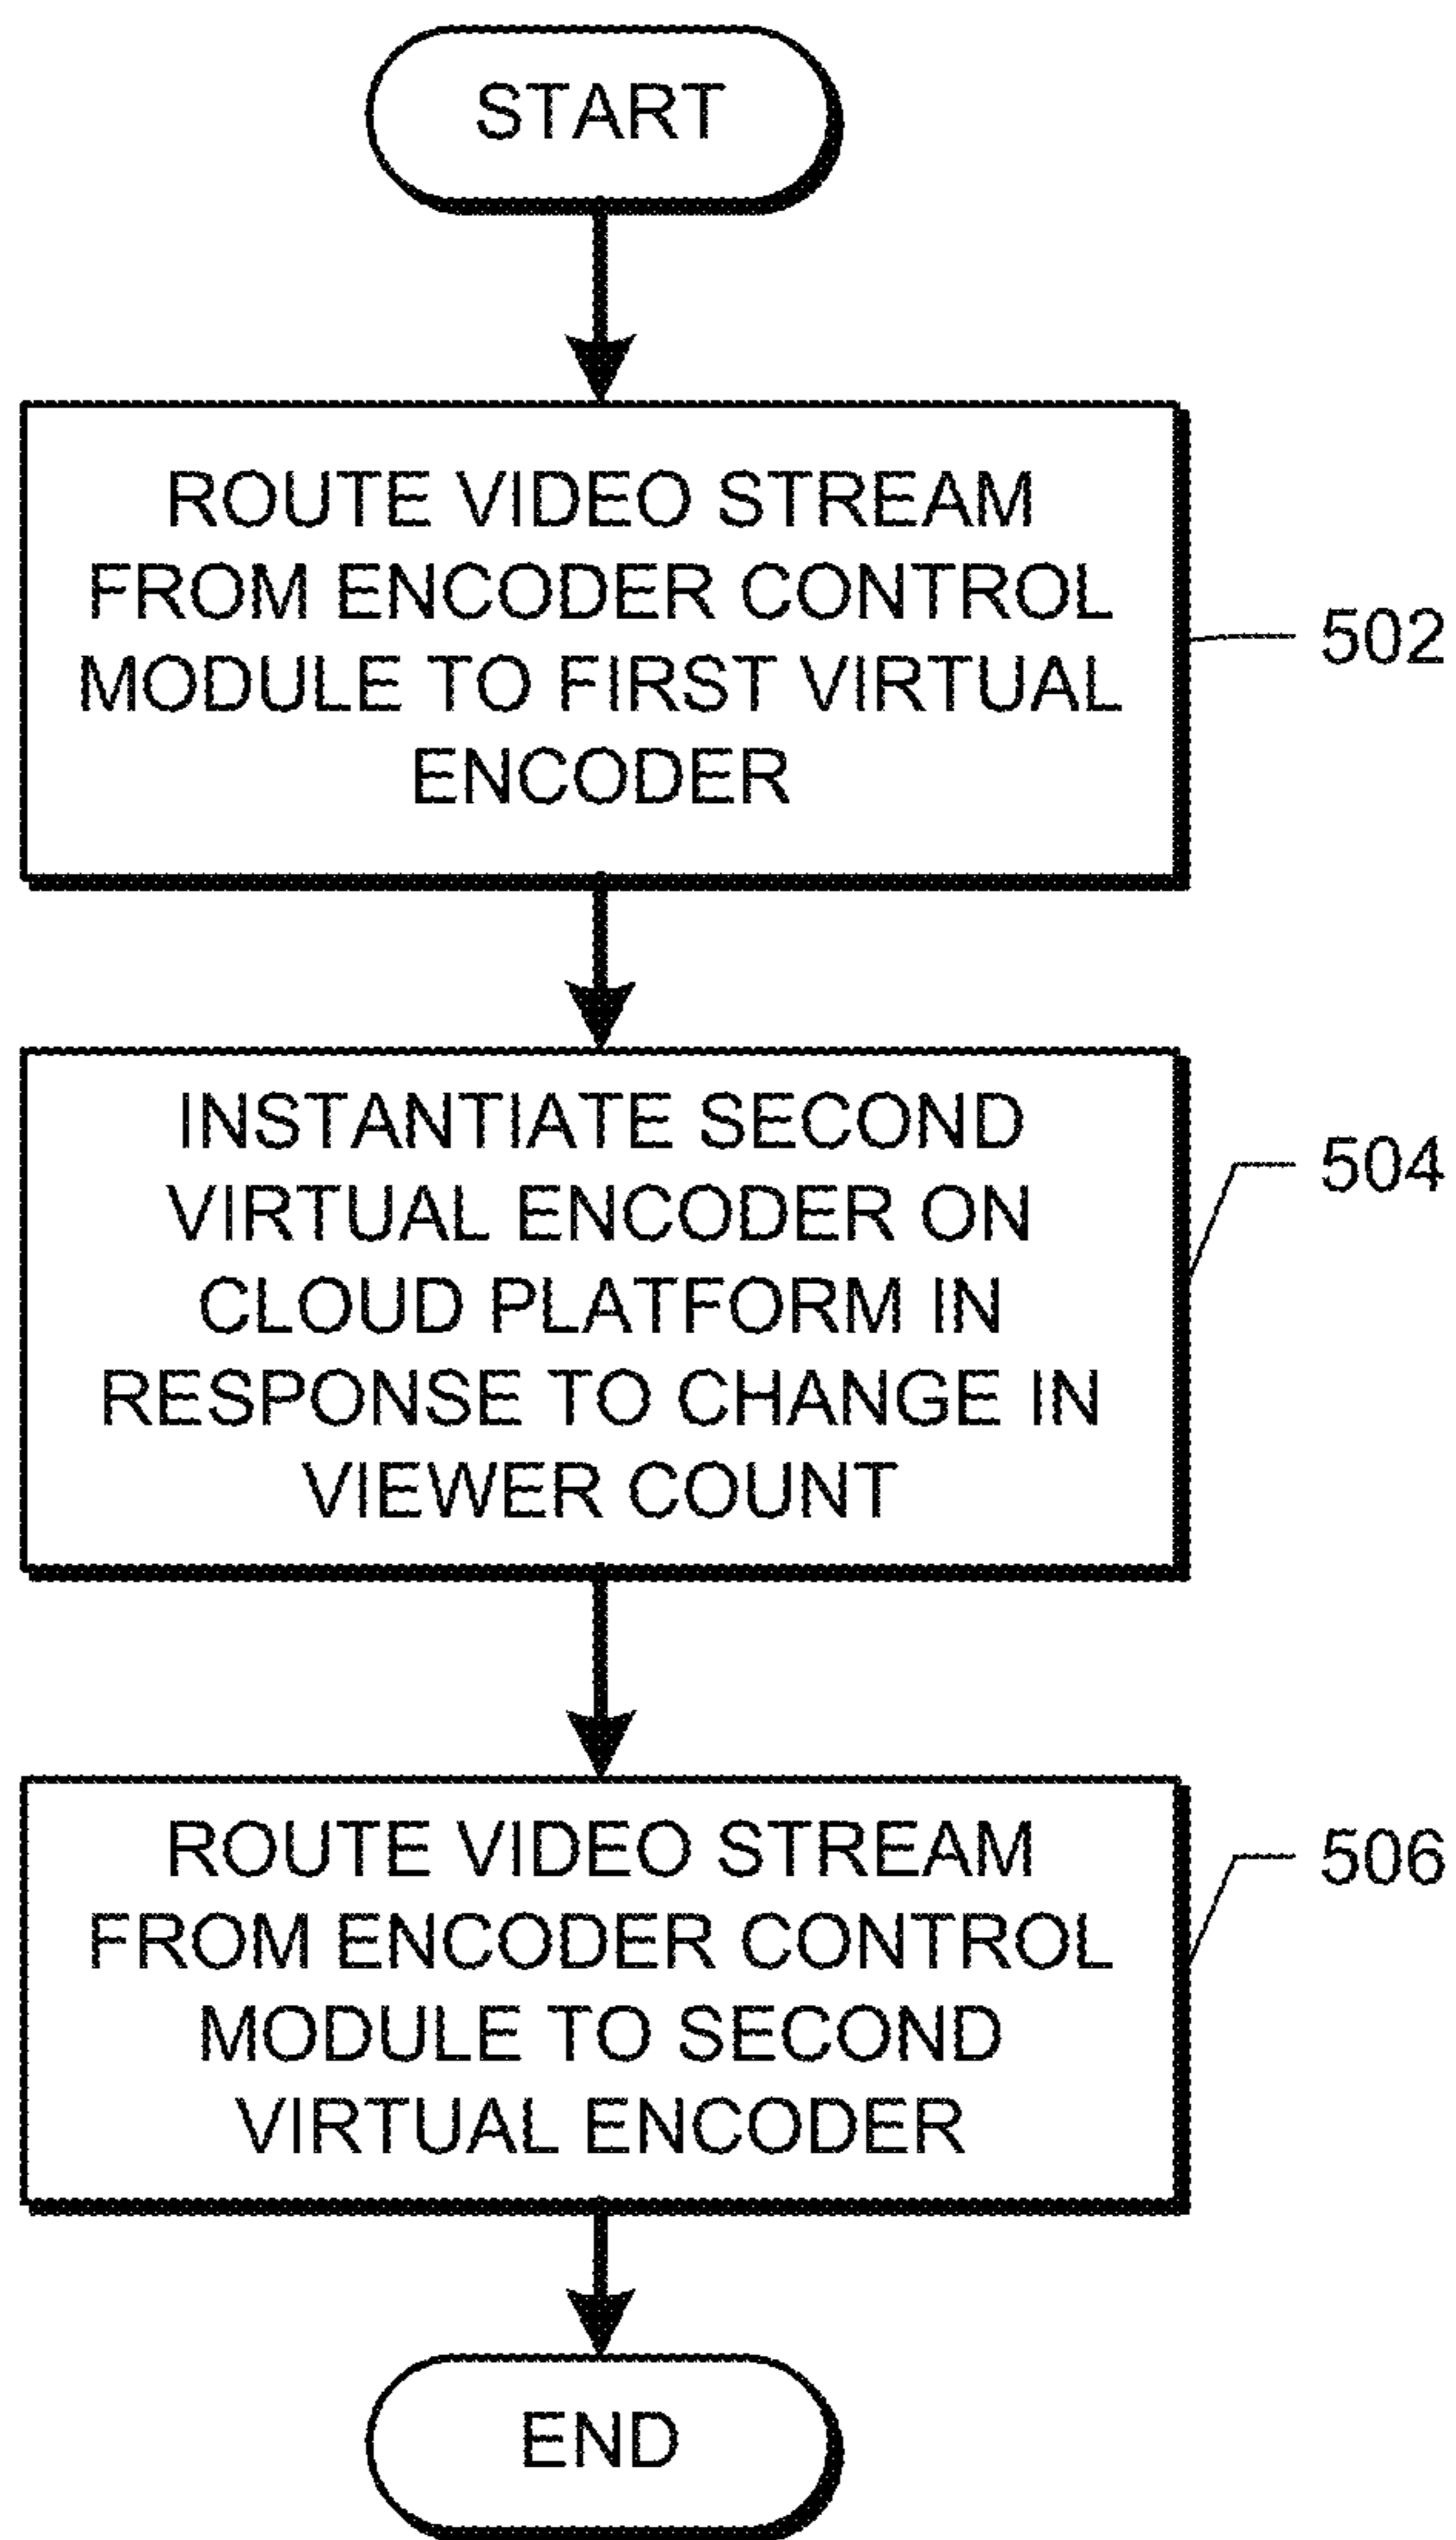 START
ROUTE VIDEO STREAM
FROM ENCODER CONTROL
MODULE TO FIRST VIRTUAL
ENCODER
502
INSTANTIATE SECOND
VIRTUAL ENCODER ON
CLOUD PLATFORM IN
RESPONSE TO CHANGE IN
VIEWER COUNT
504
ROUTE VIDEO STREAM
FROM ENCODER CONTROL
MODULE TO SECOND
VIRTUAL ENCODER
506
END